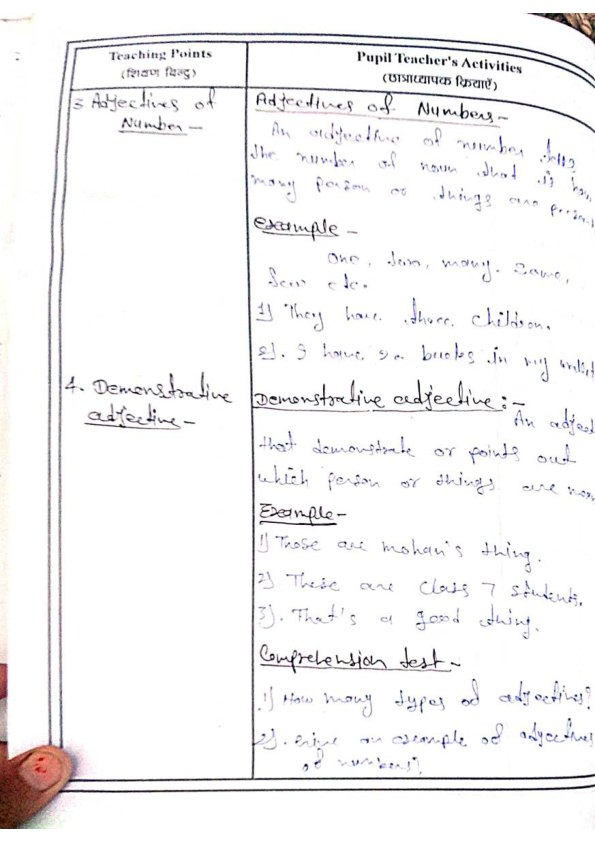 Teaching Points
(शिक्षण बिन्दु)
Pupil Teacher's Activities
(छात्राध्यापक क्रियाएँ)
3 Adjectives of
Number -
Adjectives of Numbers -
An adjective of number tells
the number of noun that is how
many person or things are
Example -
One, two, many, some,
few etc.
1) They have three children.
2). I have 50 bucks in my wallet
4. Demonstrative
adjective -
Demonstrative adjective :-
An adject
that demonstrate or points out
which person or things are
Example -
1) Those are mohan's thing.
2) These are class 7 students.
3). That's a good thing.
Comprehension test -
1) How many types of adjectives?
2). Give an example of adjectives
of numbers?